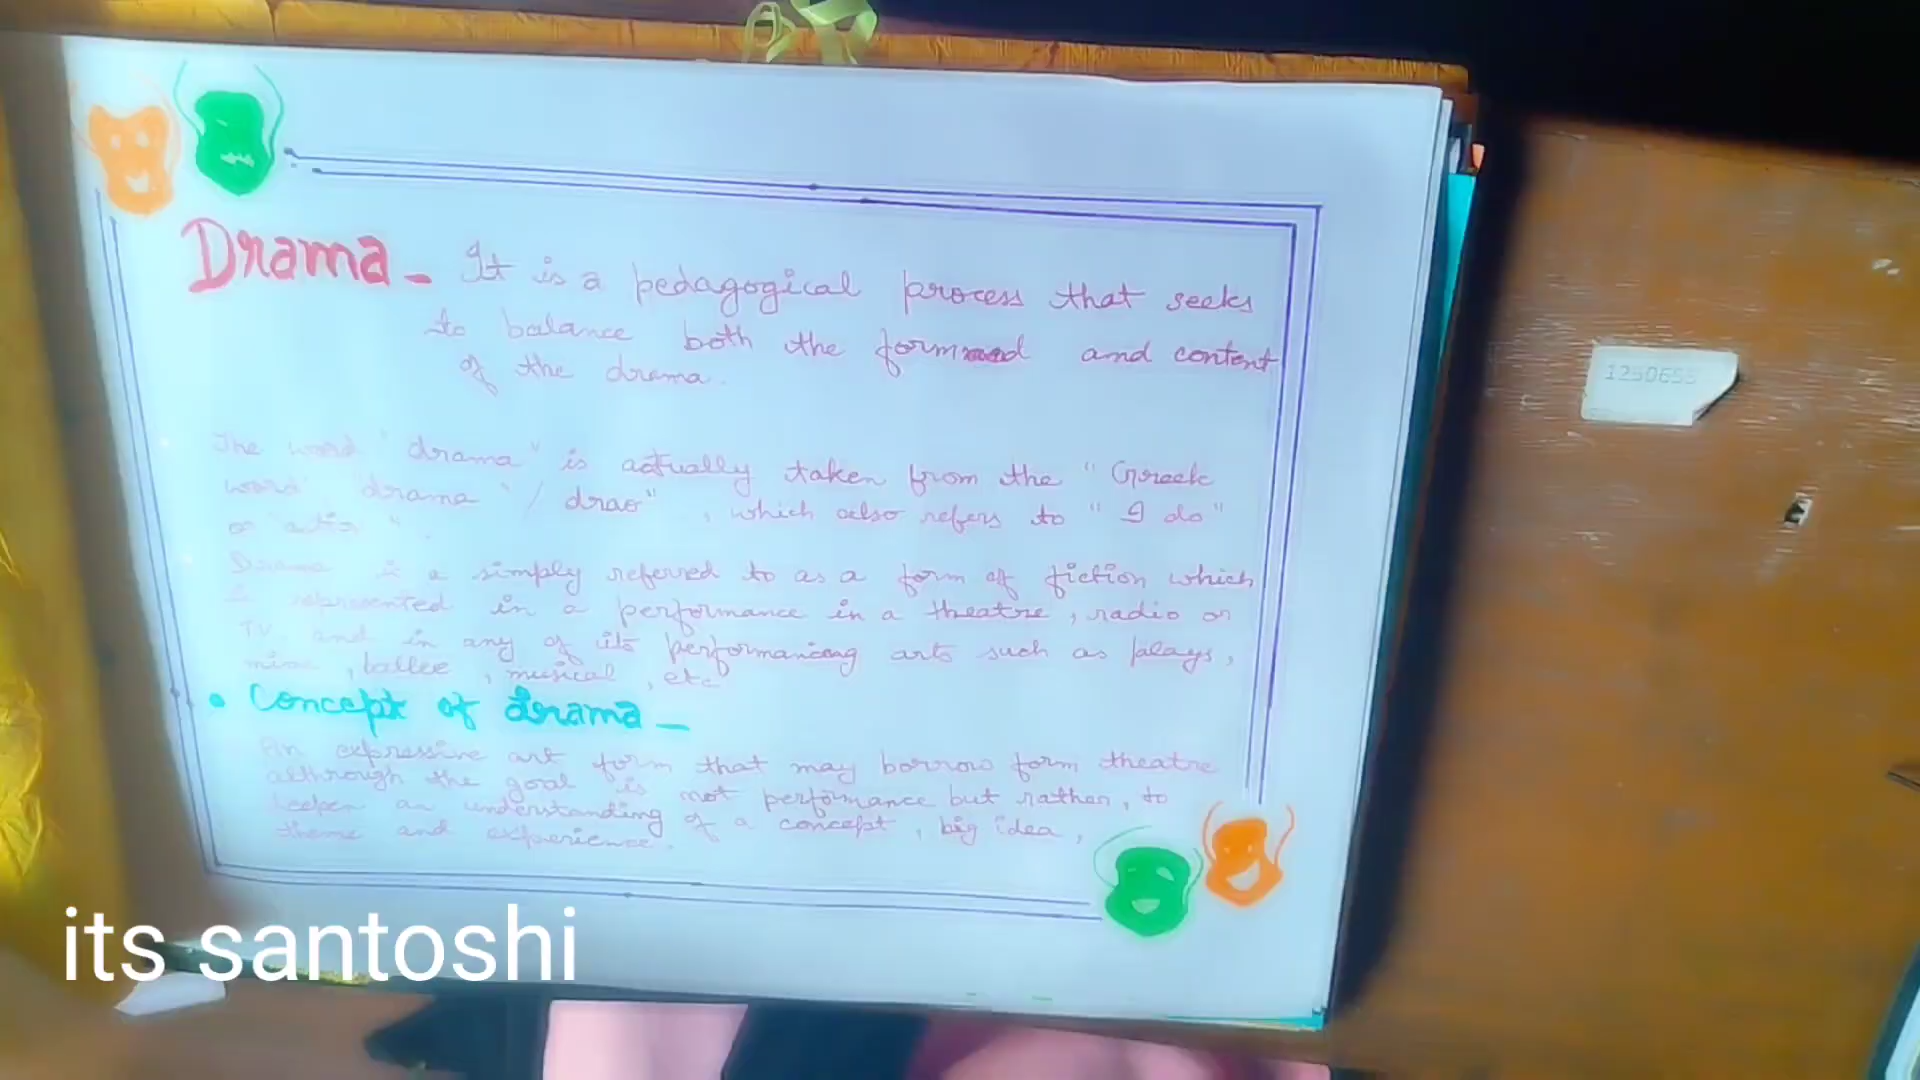 Drama - It is a pedagogical process that seeks
to balance both the form and content
of the drama.
The word "drama" is actually taken from the "Greek
word" "drama" / drao", which also refers to "I do"
or
Drama is a simply referred to as a form of fiction which
is represented in a performance in a theatre, radio or
TV, and in any of its arts such as plays,
mime, ballee, musical, etc
• Concept of drama -
An expressive art form that may borrow form theatre
althrough the goal is not performance but rather, to
deepen an understanding of a concept, big idea,
theme and experience.
1250655
its santoshi